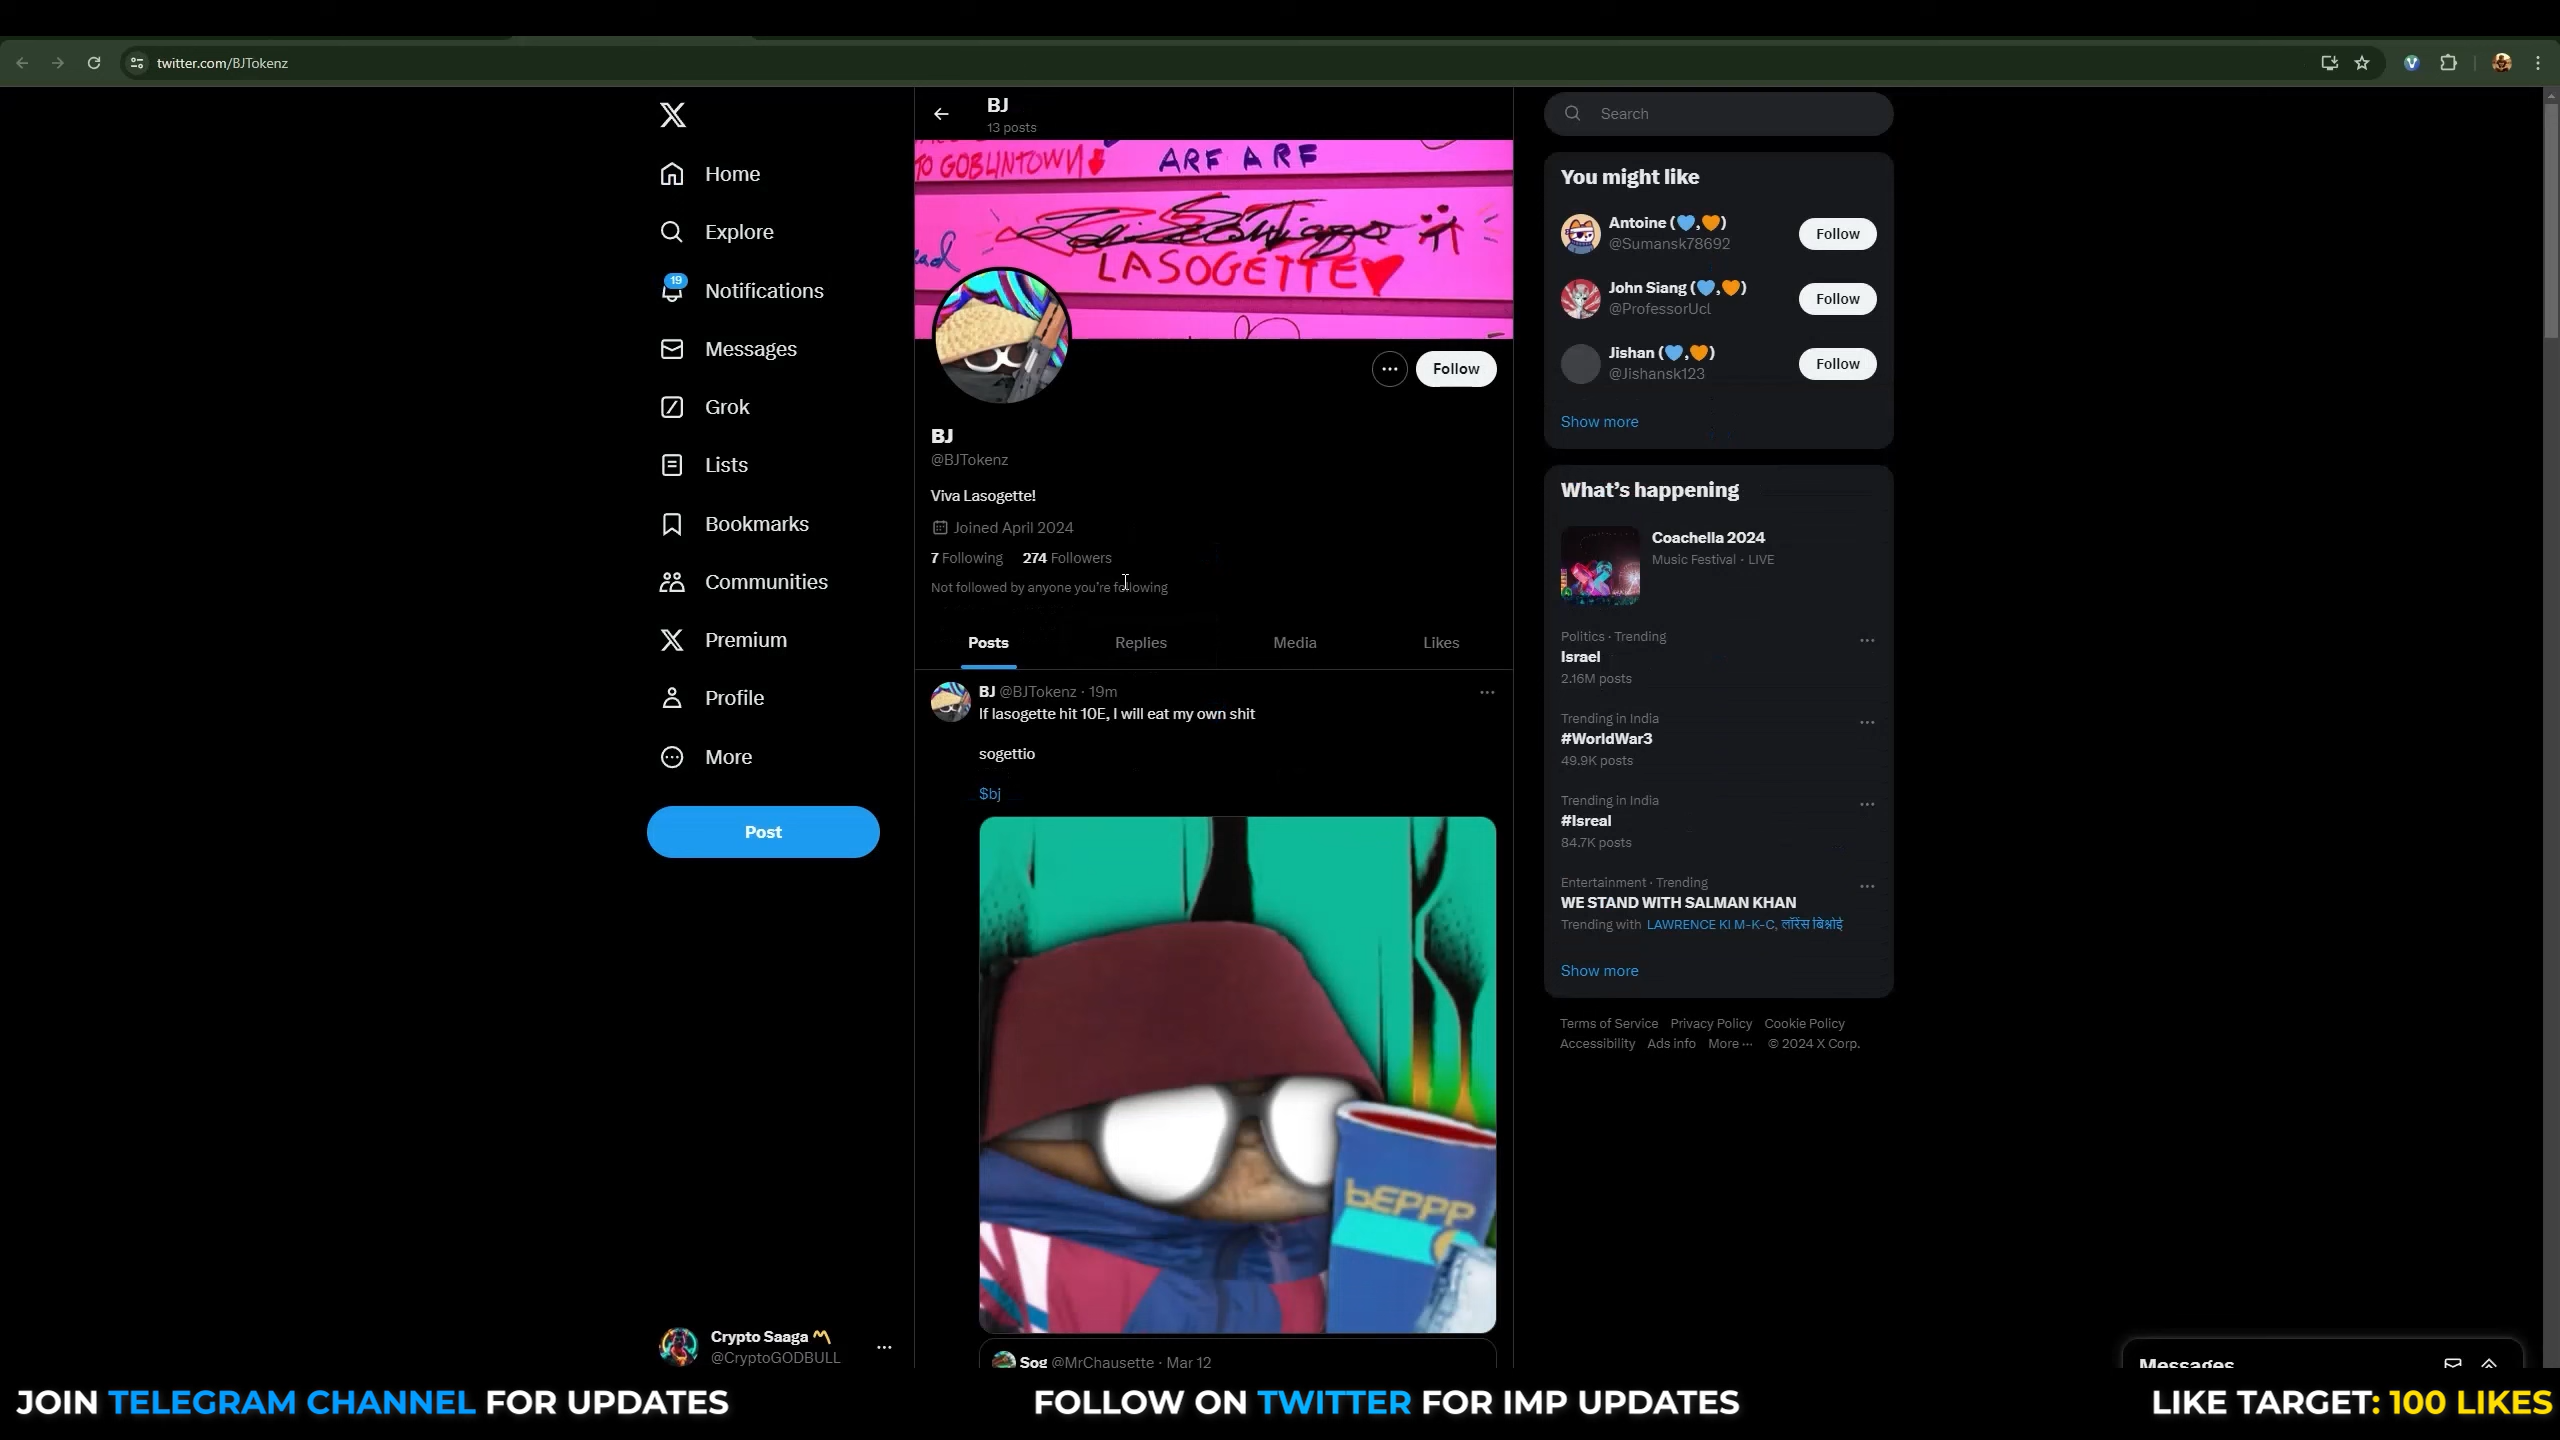 twitter.com/BJTokenz
Home
Explore
19
Notifications
Messages
Grok
Lists
Bookmarks
Communities
Premium
Profile
More
Post
Crypto Saaga
@CryptoGODBULL
BJ
13 posts
TO GOBLINTOWN
ARF ARF
LASOGETTE
Follow
BJ
@BJTokenz
Viva Lasogette!
Joined April 2024
7 Following 274 Followers
Not followed by anyone you're following
Posts Replies Media Likes
BJ @BJTokenz · 19m
If lasogette hit 10E, I will eat my own shit
sogettio
$bj
PEPPP
Sog @MrChausette · Mar 12
Search
You might like
Antoine (🩵,🧡)
@Sumansk78692
Follow
John Siang (🩵,🧡)
@ProfessorUcl
Follow
Jishan (🩵,🧡)
@Jishansk123
Follow
Show more
What's happening
Coachella 2024
Music Festival · LIVE
Politics · Trending
Israel
2.16M posts
Trending in India
#WorldWar3
49.9K posts
Trending in India
#Isreal
84.7K posts
Entertainment · Trending
WE STAND WITH SALMAN KHAN
Trending with LAWRENCE KI M-K-C, लॉरेंस बिश्नोई
Show more
Terms of Service Privacy Policy Cookie Policy
Accessibility Ads info More ··· © 2024 X Corp.
Messages
JOIN TELEGRAM CHANNEL FOR UPDATES
FOLLOW ON TWITTER FOR IMP UPDATES
LIKE TARGET: 100 LIKES